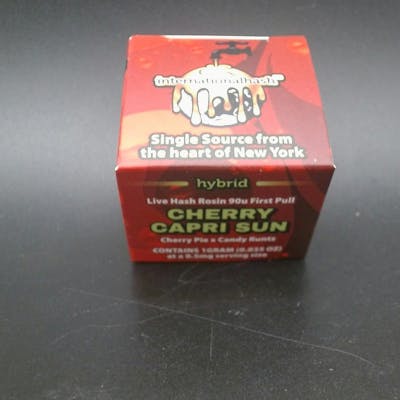 internationalhash
Single Source from
the heart of New York
hybrid
Live Hash Rosin 90u First Pull
CHERRY
CAPRI SUN
Cherry Pie x Candy Runtz
CONTAINS 1GRAM (0.035 OZ)
at a 8.5mg serving size